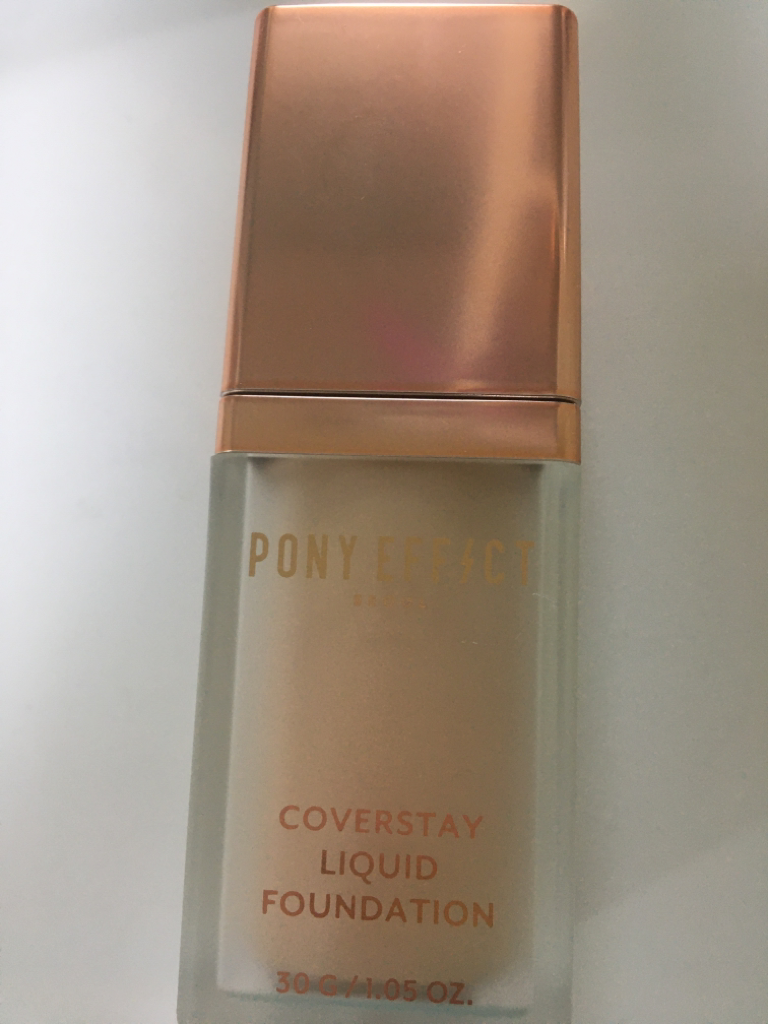 PONY EFFECT
COVERSTAY
LIQUID
FOUNDATION
30 G / 1.05 OZ.